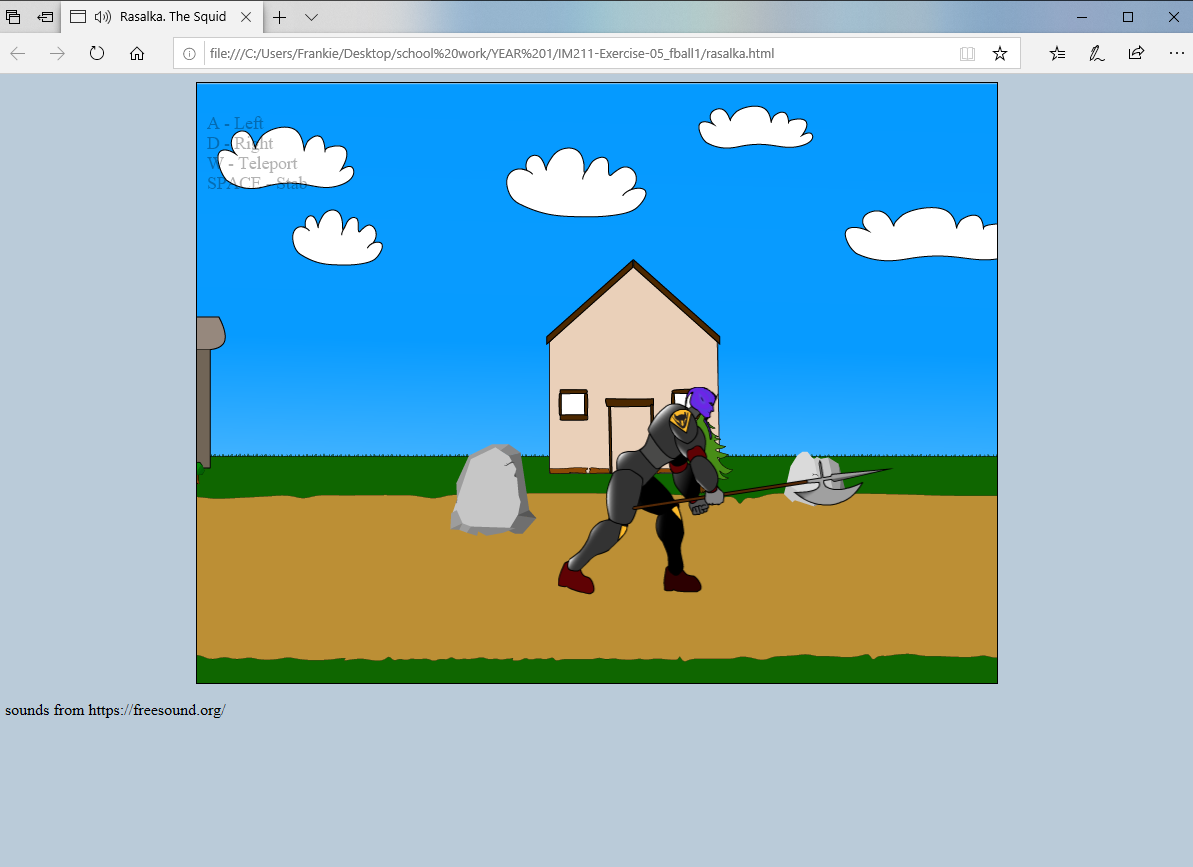 Rasalka. The Squid
file:///C:/Users/Frankie/Desktop/school%20work/YEAR%201/IM211-Exercise-05_fball1/rasalka.html
A - Left
D - Right
W - Teleport
SPACE - Stab
sounds from https://freesound.org/